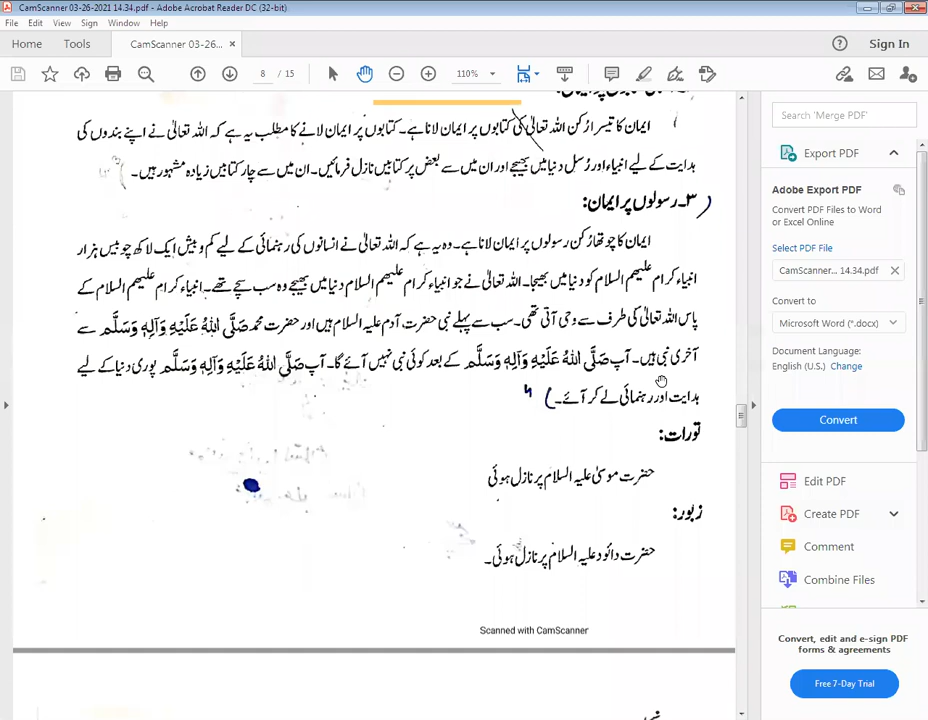 CamScanner 03-26-2021 14.34.pdf - Adobe Acrobat Reader DC (32-bit)
File Edit View Sign Window Help
Home Tools CamScanner 03-26... × Sign In
8 / 15 110%
ایمان کا تیسرا رکن اللہ تعالیٰ کی کتابوں پر ایمان لانا ہے۔ کتابوں پر ایمان لانے کا مطلب یہ ہے کہ اللہ تعالیٰ نے اپنے بندوں کی
ہدایت کے لیے انبیاء اور رُسل دنیا میں بھیجے اور ان میں سے بعض پر کتابیں نازل فرمائیں۔ ان میں سے چار کتابیں زیادہ مشہور ہیں۔
۳۔ رسولوں پر ایمان:
ایمان کا چوتھا رکن رسولوں پر ایمان لانا ہے۔ وہ یہ ہے کہ اللہ تعالیٰ نے انسانوں کی رہنمائی کے لیے کم و بیش ایک لاکھ چوبیس ہزار
انبیاء کرام علیھم السلام کو دنیا میں بھیجا۔ اللہ تعالیٰ نے جو انبیاء کرام علیھم السلام دنیا میں بھیجے وہ سب سچے تھے۔ انبیاء کرام علیھم السلام کے
پاس اللہ تعالیٰ کی طرف سے وحی آتی تھی۔ سب سے پہلے نبی حضرت آدم علیہ السلام ہیں اور حضرت محمد صَلَّى اللهُ عَلَيْهِ وَآلِهٖ وَسَلَّم سے
آخری نبی ہیں۔ آپ صَلَّى اللهُ عَلَيْهِ وَآلِهٖ وَسَلَّم کے بعد کوئی نبی نہیں آئے گا۔ آپ صَلَّى اللهُ عَلَيْهِ وَآلِهٖ وَسَلَّم پوری دنیا کے لیے
ہدایت اور رہنمائی لے کر آئے۔
تورات:
حضرت موسیٰ علیہ السلام پر نازل ہوئی
زبور:
حضرت دائود علیہ السلام پر نازل ہوئی۔
Scanned with CamScanner
Search 'Merge PDF'
Export PDF
Adobe Export PDF
Convert PDF Files to Word
or Excel Online
Select PDF File
CamScanner... 14.34.pdf ×
Convert to
Microsoft Word (*.docx)
Document Language:
English (U.S.) Change
Convert
Edit PDF
Create PDF
Comment
Combine Files
Convert, edit and e-sign PDF
forms & agreements
Free 7-Day Trial